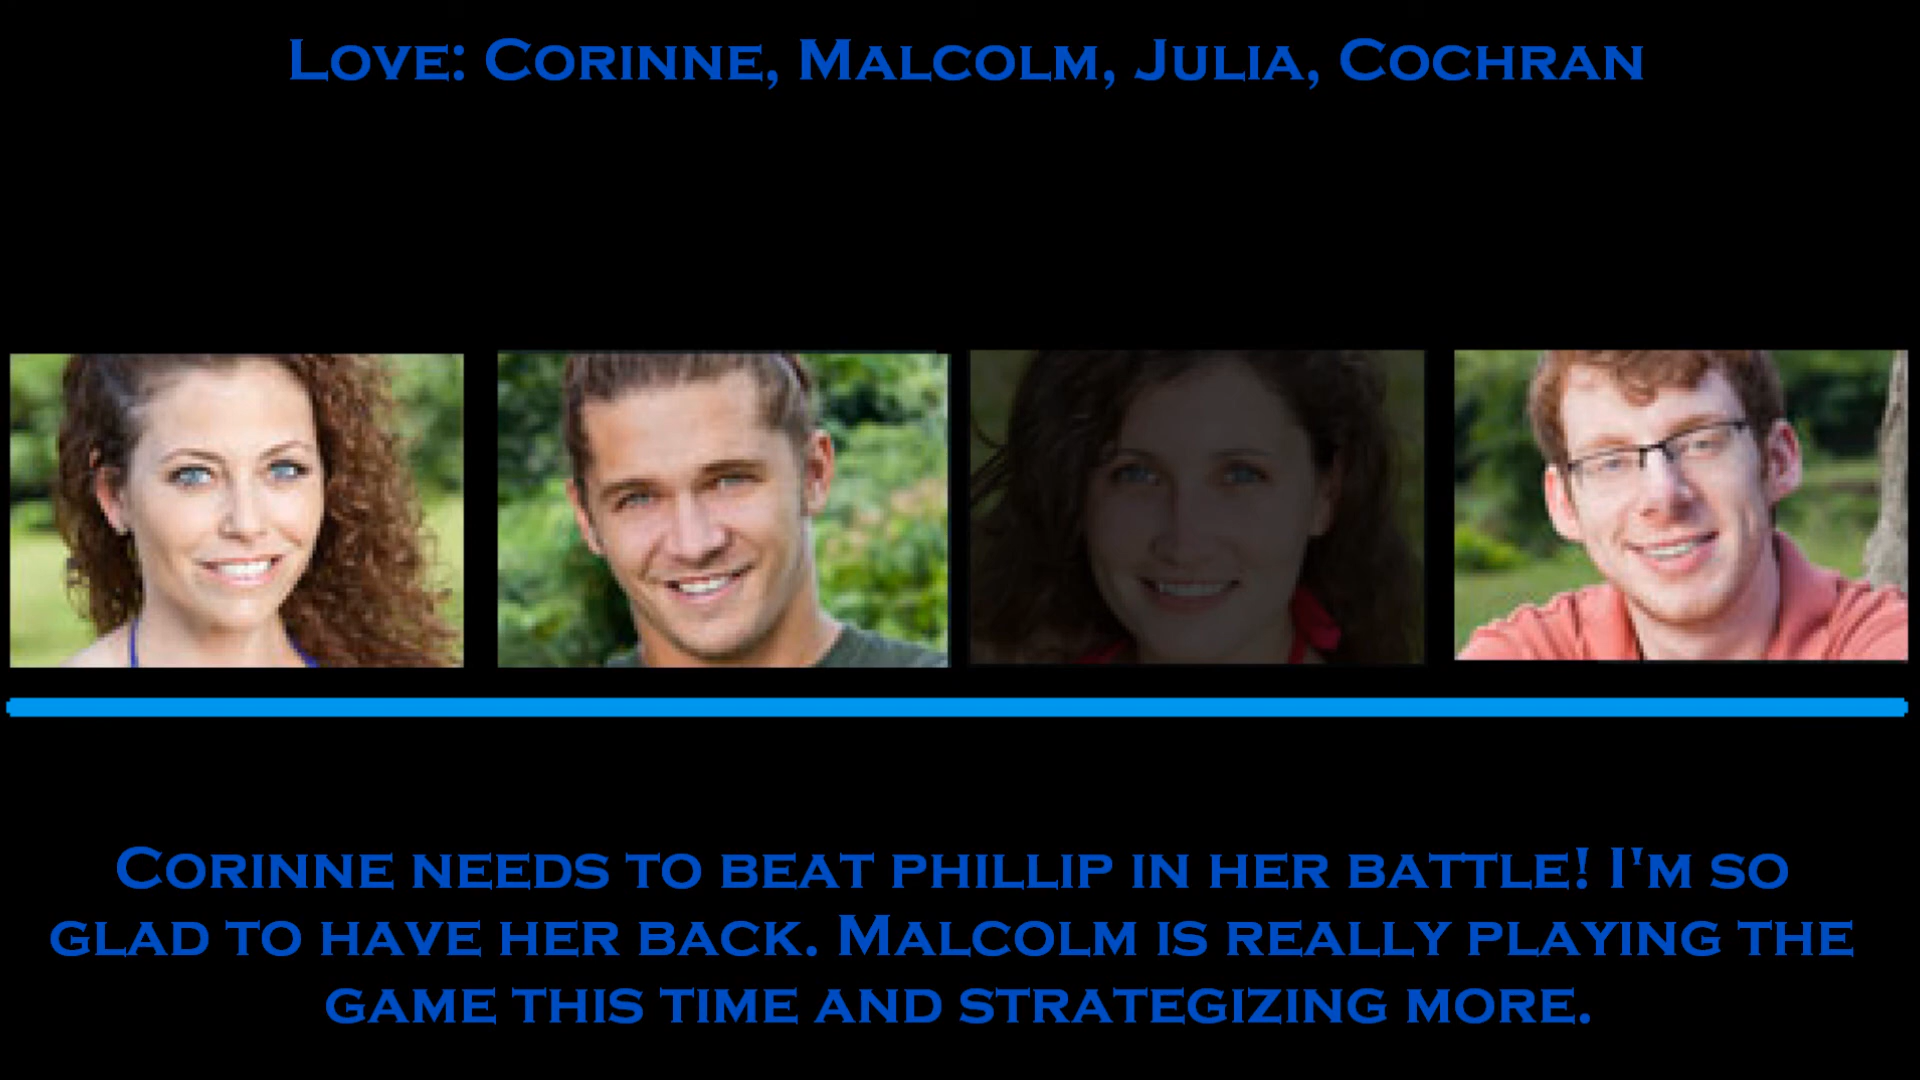 Love: Corinne, Malcolm, Julia, Cochran
Corinne needs to beat phillip in her battle! I'm so
glad to have her back. Malcolm is really playing the
game this time and strategizing more.